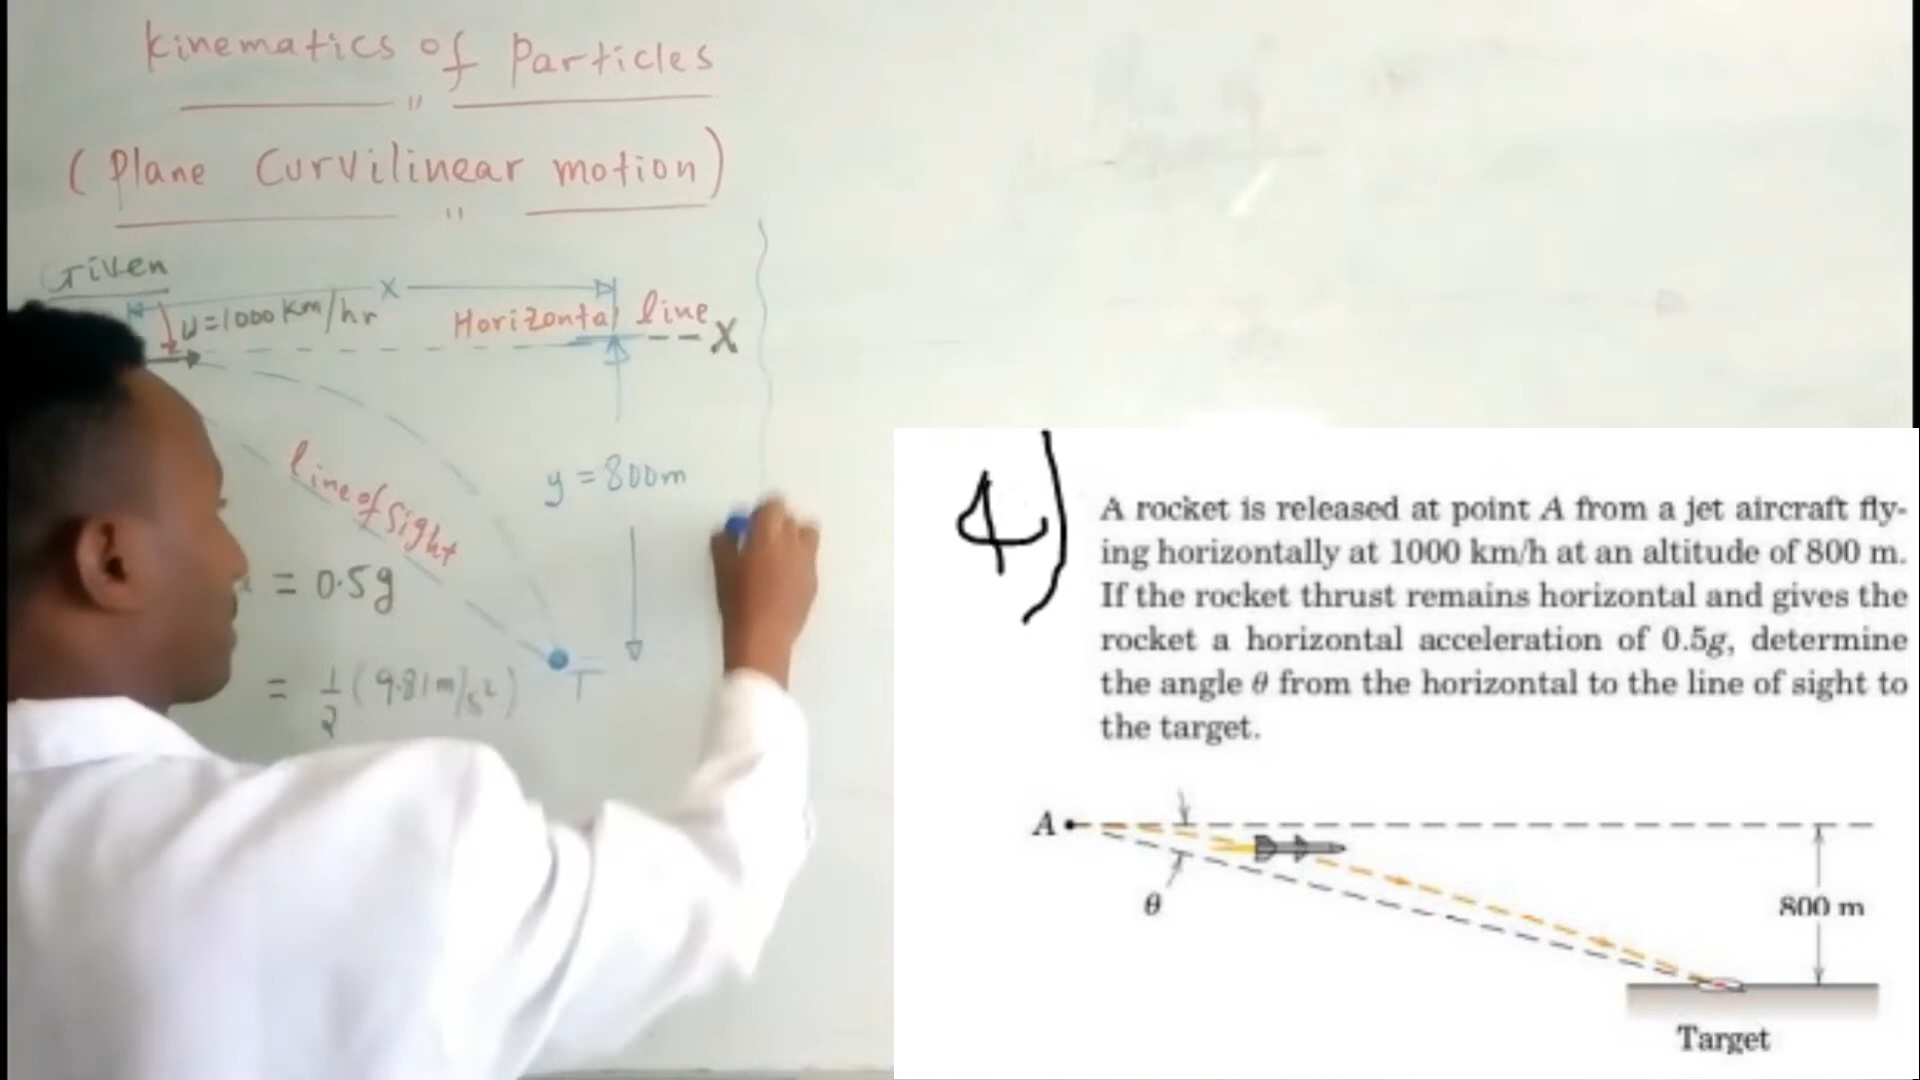 Kinematics of Particles
(Plane Curvilinear motion)
Given
x
u=1000km/hr
Horizontal line
X
line of Sight
y = 800m
= 0.5g
= 1/2 (9.81m/s²)
T
4)
A rocket is released at point A from a jet aircraft fly-
ing horizontally at 1000 km/h at an altitude of 800 m.
If the rocket thrust remains horizontal and gives the
rocket a horizontal acceleration of 0.5g, determine
the angle θ from the horizontal to the line of sight to
the target.
A
θ
800 m
Target